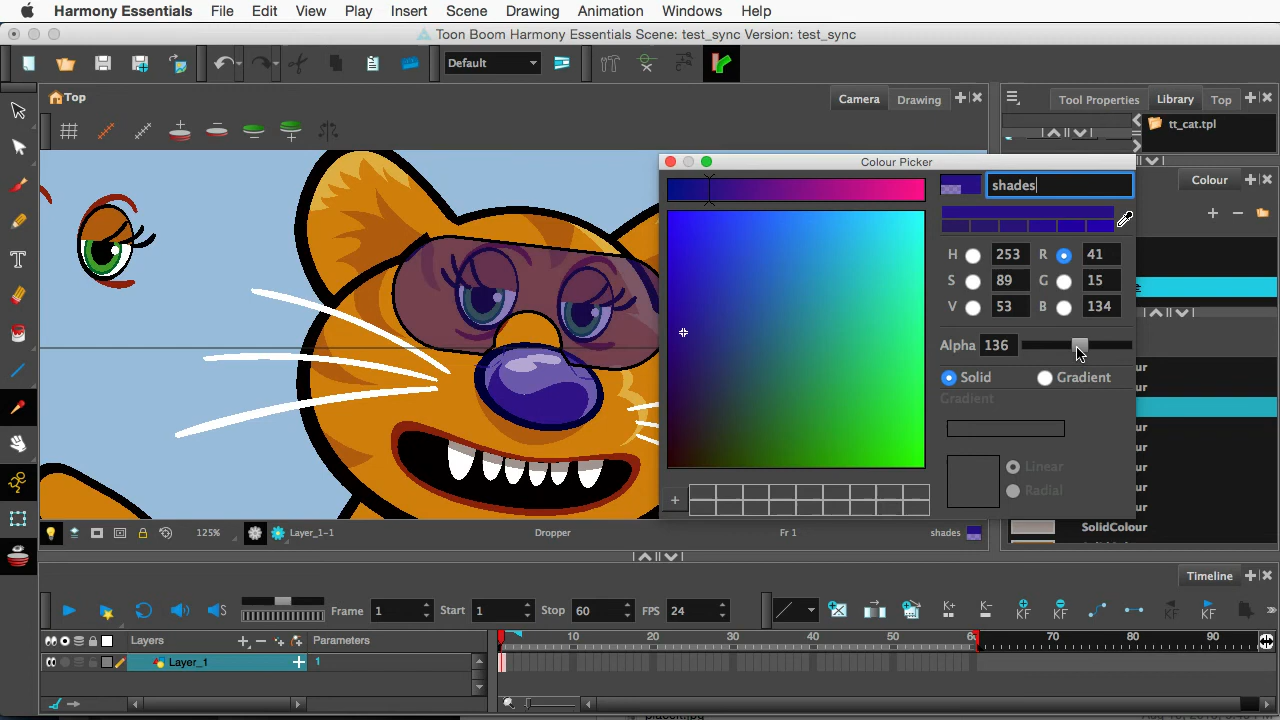 Harmony Essentials File Edit View Play Insert Scene Drawing Animation Windows Help
Toon Boom Harmony Essentials Scene: test_sync Version: test_sync
Default
Top
Camera Drawing
Tool Properties Library Top
tt_cat.tpl
Colour Picker
shades
Colour
H 253 R 41
S 89 G 15
V 53 B 134
Alpha 136
Solid Gradient
Gradient
Linear
Radial
SolidColour
125% Layer_1-1 Dropper Fr 1 shades
Timeline
Frame 1 Start 1 Stop 60 FPS 24
Layers Parameters
10 20 30 40 50 70 80 90
Layer_1 1